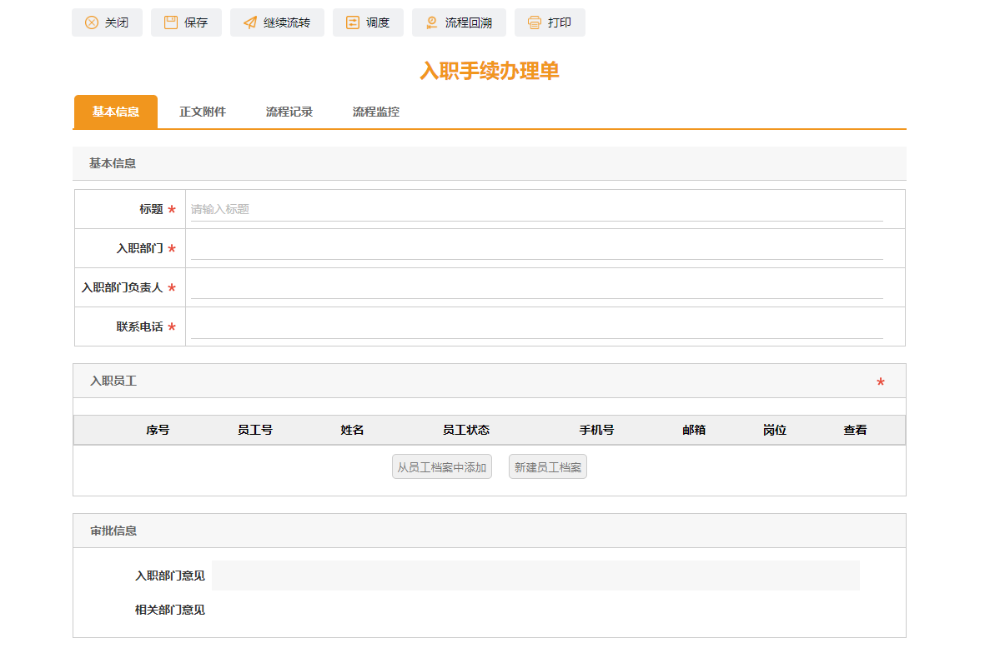 关闭 保存 继续流转 调度 流程回溯 打印
入职手续办理单
基本信息 正文附件 流程记录 流程监控
基本信息
标题 * 请输入标题
入职部门 *
入职部门负责人 *
联系电话 *
入职员工 *
序号 员工号 姓名 员工状态 手机号 邮箱 岗位 查看
从员工档案中添加 新建员工档案
审批信息
入职部门意见
相关部门意见